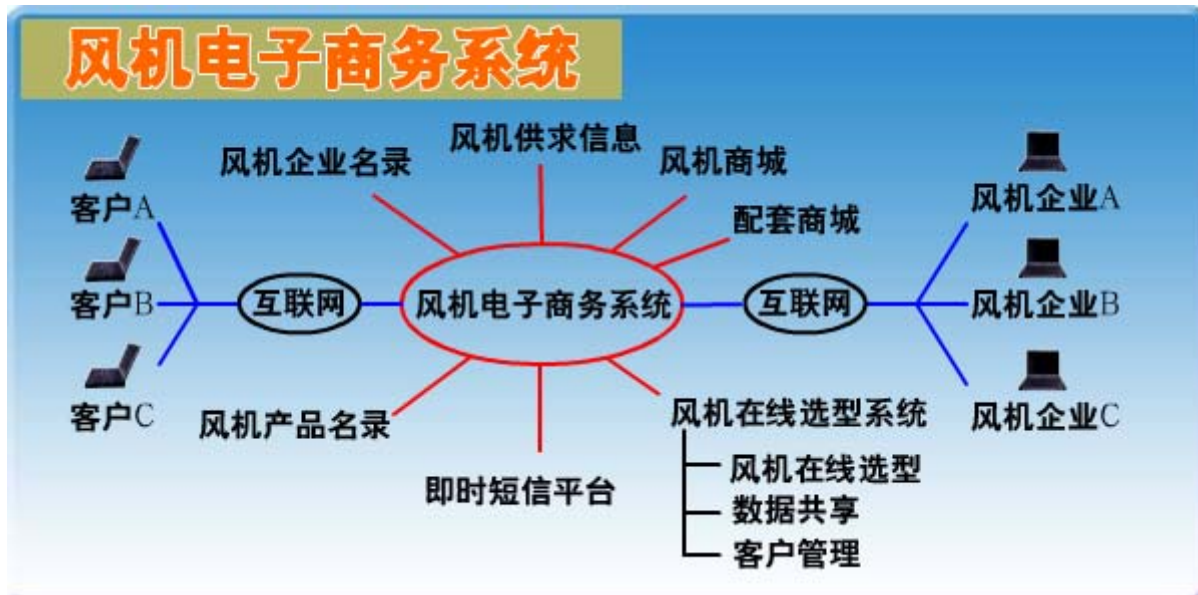 风机电子商务系统
风机供求信息
风机企业名录
风机商城
客户A
风机企业A
配套商城
客户B
互联网
风机电子商务系统
互联网
风机企业B
客户C
风机产品名录
风机在线选型系统
风机企业C
风机在线选型
即时短信平台
数据共享
客户管理